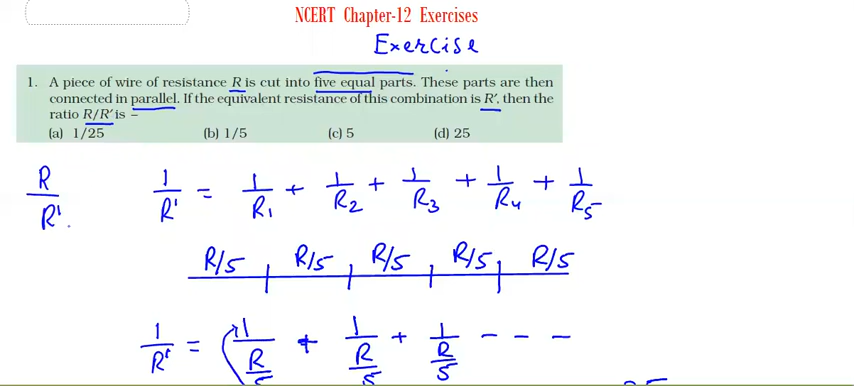 NCERT Chapter-12 Exercises
Exercise
1. A piece of wire of resistance R is cut into five equal parts. These parts are then
connected in parallel. If the equivalent resistance of this combination is R′, then the
ratio R/R′ is –
(a) 1/25 (b) 1/5 (c) 5 (d) 25
R/R' 1/R' = 1/R1 + 1/R2 + 1/R3 + 1/R4 + 1/R5
R/5 R/5 R/5 R/5 R/5
1/R' = 1/(R/5) + 1/(R/5) + 1/(R/5) - - -